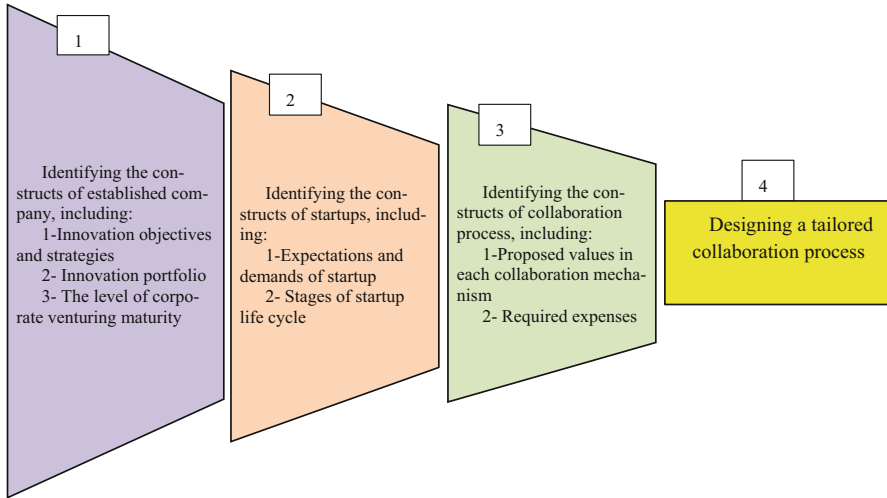 1
Identifying the con-
structs of established com-
pany, including:
1-Innovation objectives
and strategies
2- Innovation portfolio
3- The level of corpo-
rate venturing maturity
2
Identifying the con-
structs of startups, includ-
ing:
1-Expectations and
demands of startup
2- Stages of startup
life cycle
3
Identifying the con-
structs of collaboration
process, including:
1-Proposed values in
each collaboration mecha-
nism
2- Required expenses
4
Designing a tailored
collaboration process